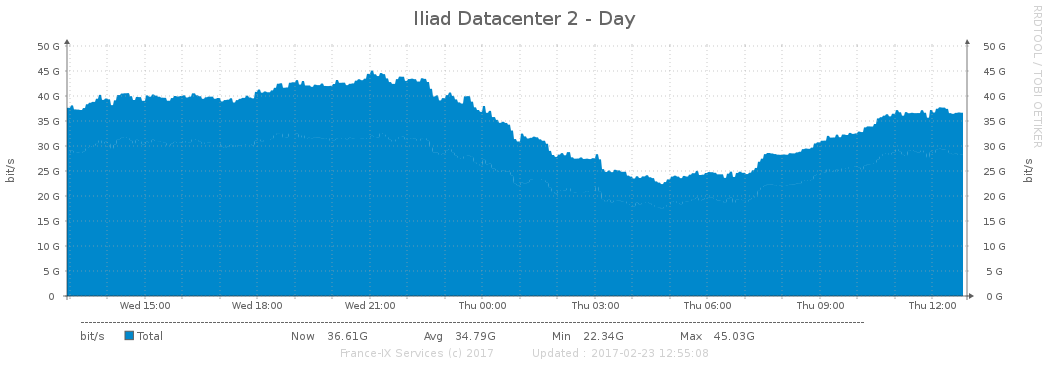 Iliad Datacenter 2 - Day
RRDTOOL / TOBI OETIKER
50 G 50 G
45 G 45 G
40 G 40 G
35 G 35 G
30 G 30 G
25 G 25 G
20 G 20 G
15 G 15 G
10 G 10 G
5 G 5 G
0 0 G
bit/s
bit/s
Wed 15:00 Wed 18:00 Wed 21:00 Thu 00:00 Thu 03:00 Thu 06:00 Thu 09:00 Thu 12:00
bit/s Total Now 36.61G Avg 34.79G Min 22.34G Max 45.03G
France-IX Services (c) 2017 Updated : 2017-02-23 12:55:08